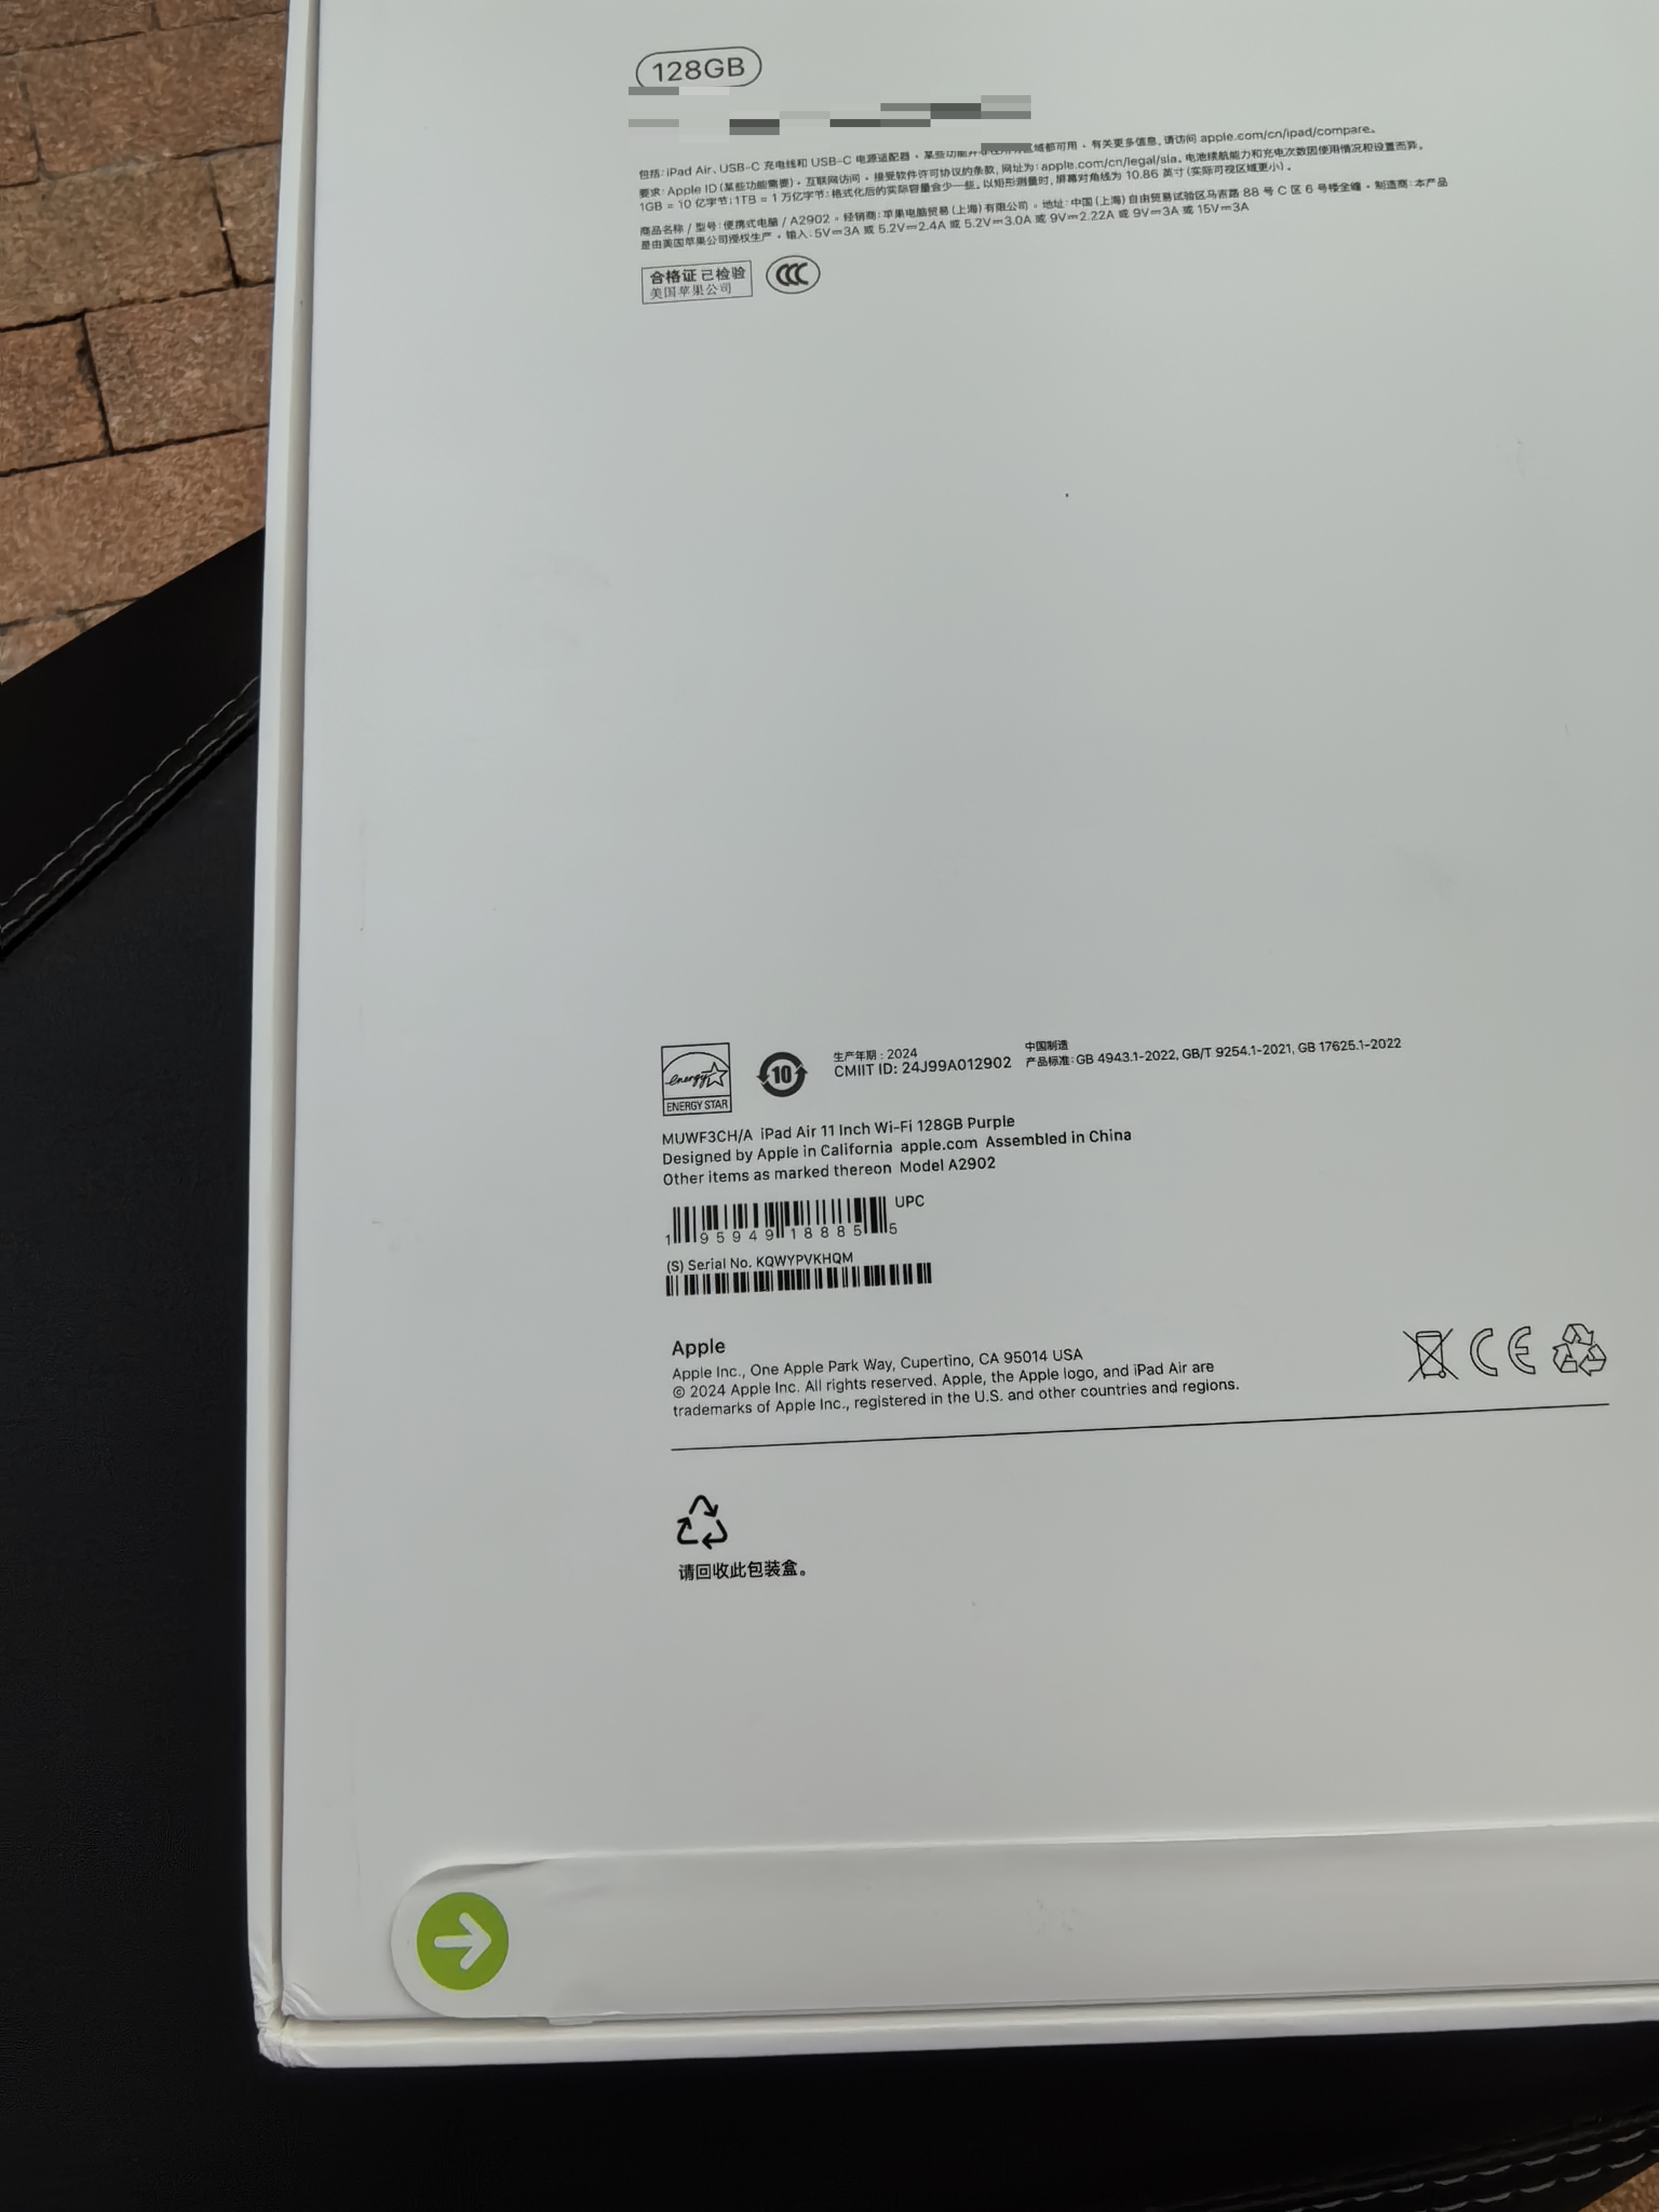 128GB
包括: iPad Air、USB-C 充电线和 USB-C 电源适配器 · 某些功能并非在所有区域都可用 · 有关更多信息, 请访问 apple.com/cn/ipad/compare。
要求: Apple ID (某些功能需要) · 互联网访问 · 接受软件许可协议的条款, 网址为: apple.com/cn/legal/sla。电池续航能力和充电次数因使用情况和设置而异。
1GB = 10 亿字节; 1TB = 1 万亿字节; 格式化后的实际容量会少一些。以矩形测量时, 屏幕对角线为 10.86 英寸 (实际可视区域更小) 。
商品名称 / 型号: 便携式电脑 / A2902 · 经销商: 苹果电脑贸易 (上海) 有限公司 · 地址: 中国 (上海) 自由贸易试验区马吉路 88 号 C 区 6 号楼全幢 · 制造商: 本产品
是由美国苹果公司授权生产 · 输入: 5V⎓3A 或 5.2V⎓2.4A 或 5.2V⎓3.0A 或 9V⎓2.22A 或 9V⎓3A 或 15V⎓3A
合格证 已检验
美国苹果公司
CCC
energy
ENERGY STAR
10
生产年期 : 2024
CMIIT ID: 24J99A012902
中国制造
产品标准: GB 4943.1-2022, GB/T 9254.1-2021, GB 17625.1-2022
MUWF3CH/A iPad Air 11 Inch Wi-Fi 128GB Purple
Designed by Apple in California apple.com Assembled in China
Other items as marked thereon Model A2902
UPC
1 95949 18885 5
(S) Serial No. KQWYPVKHQM
Apple
Apple Inc., One Apple Park Way, Cupertino, CA 95014 USA
© 2024 Apple Inc. All rights reserved. Apple, the Apple logo, and iPad Air are
trademarks of Apple Inc., registered in the U.S. and other countries and regions.
CE
请回收此包装盒。